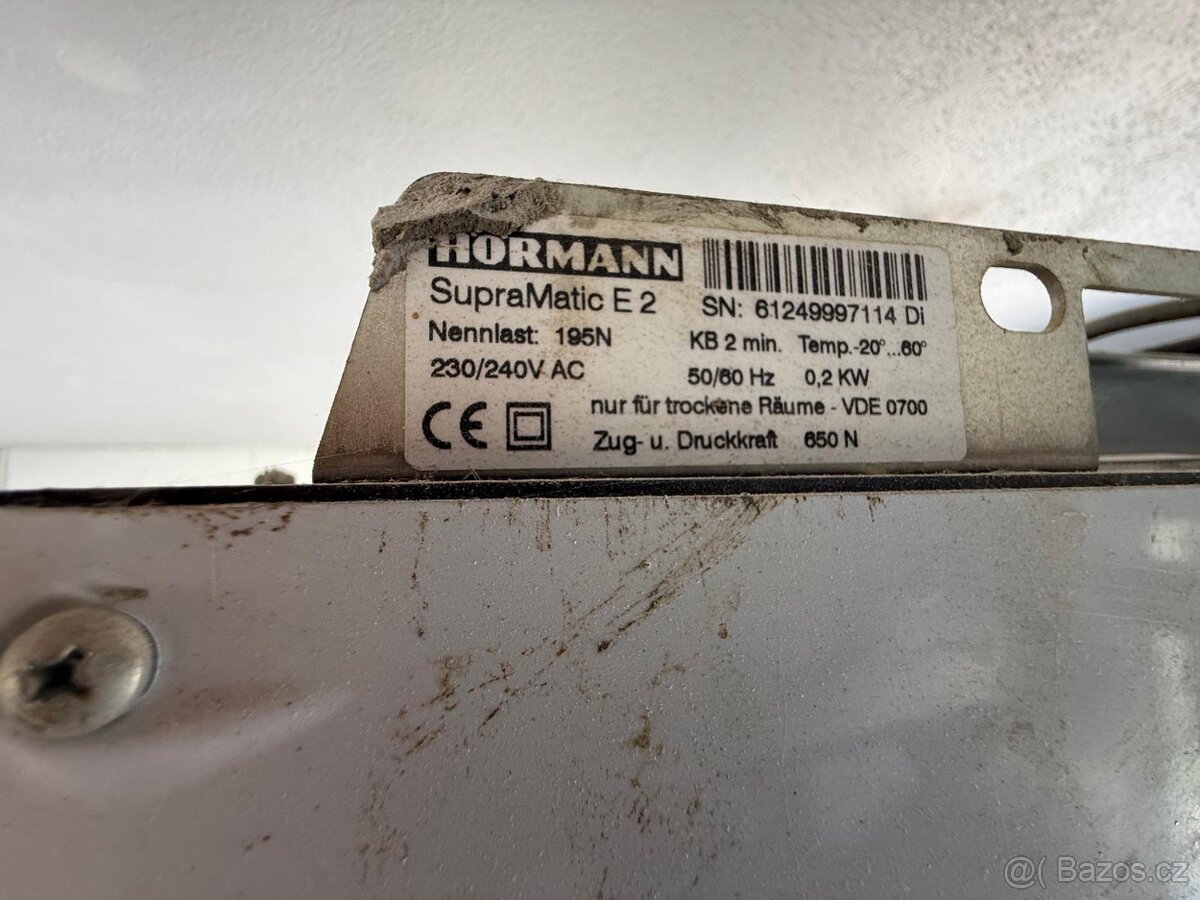 HÖRMANN
SupraMatic E 2
SN: 61249997114 Di
Nennlast: 195N KB 2 min. Temp.-20°...60°
230/240V AC 50/60 Hz 0,2 KW
nur für trockene Räume - VDE 0700
CE Zug- u. Druckkraft 650 N
@( Bazos.cz